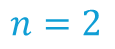 n = 2